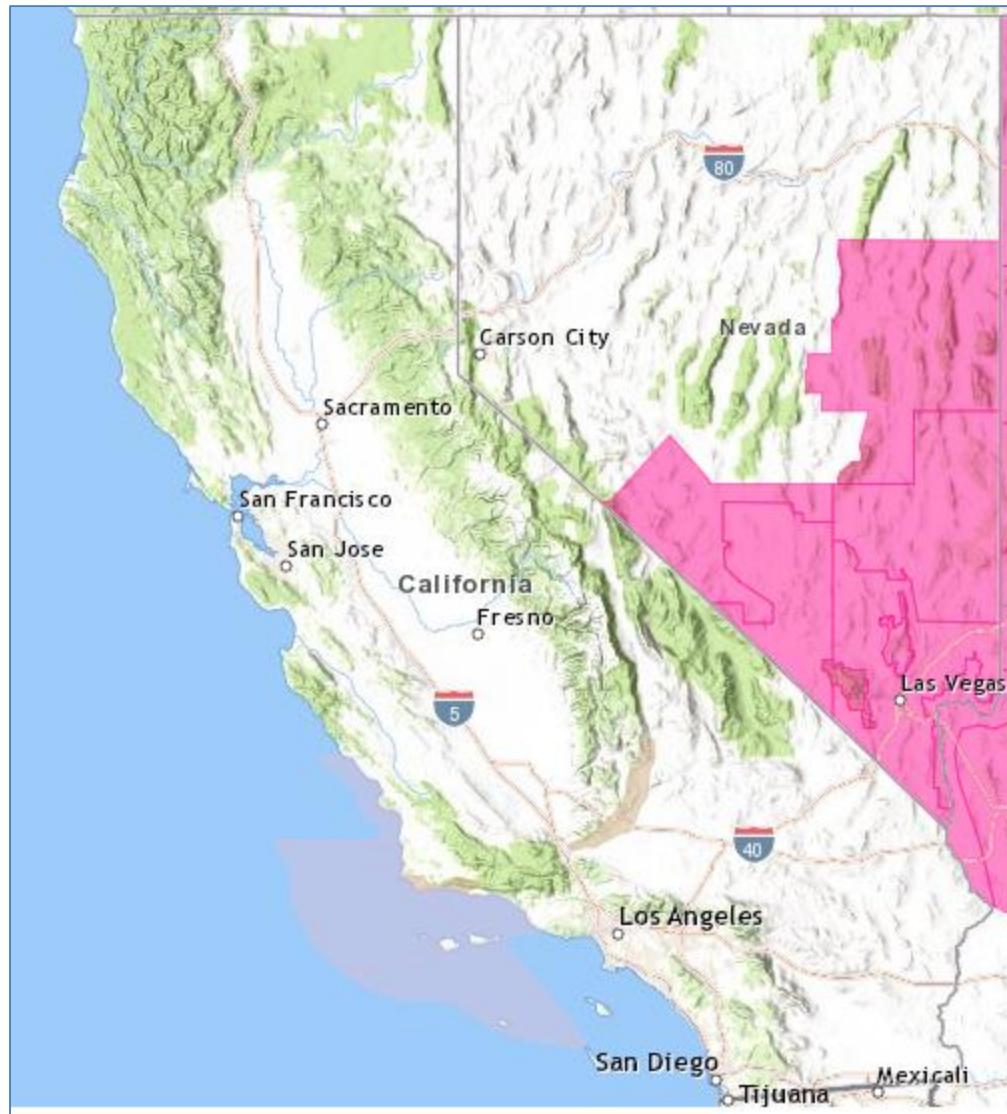 80
Nevada
Carson City
Sacramento
San Francisco
San Jose
California
Fresno
Las Vegas
5
40
Los Angeles
San Diego
Mexicali
Tijuana